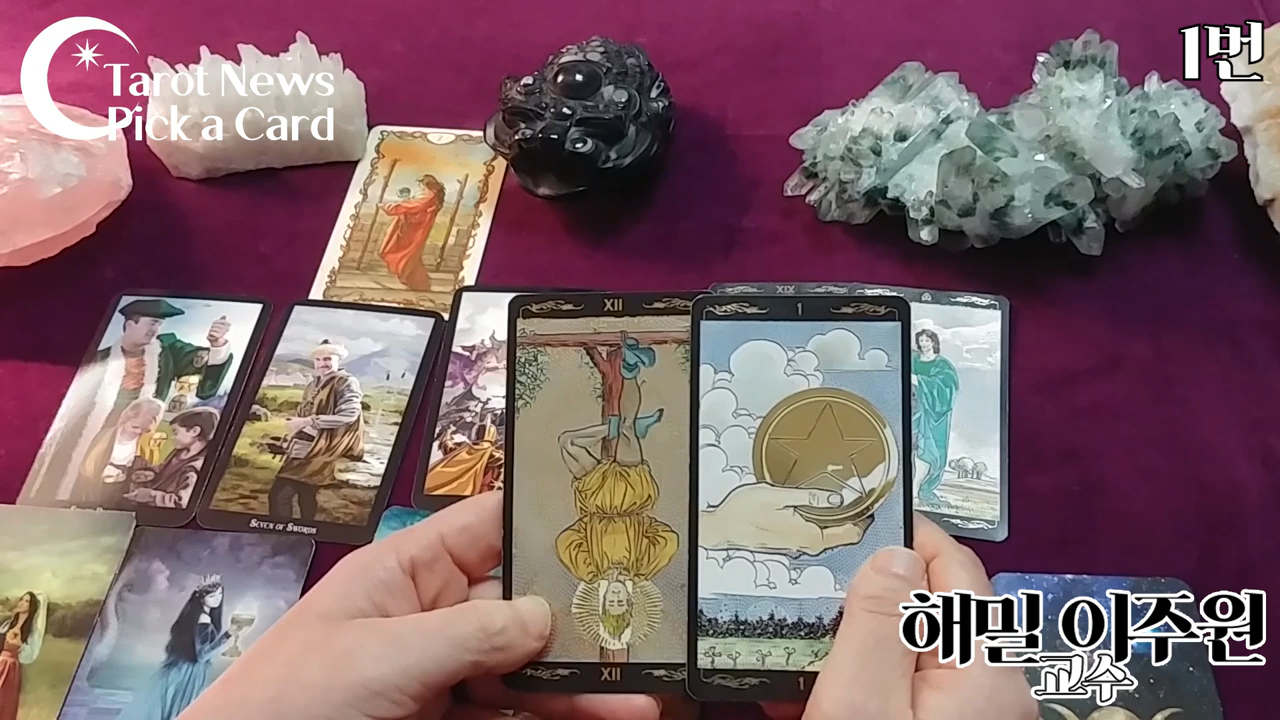 Tarot News
Pick a Card
1번
XIX
XII
1
SEVEN OF SWORDS
XII
1
해밀 이주원
교수